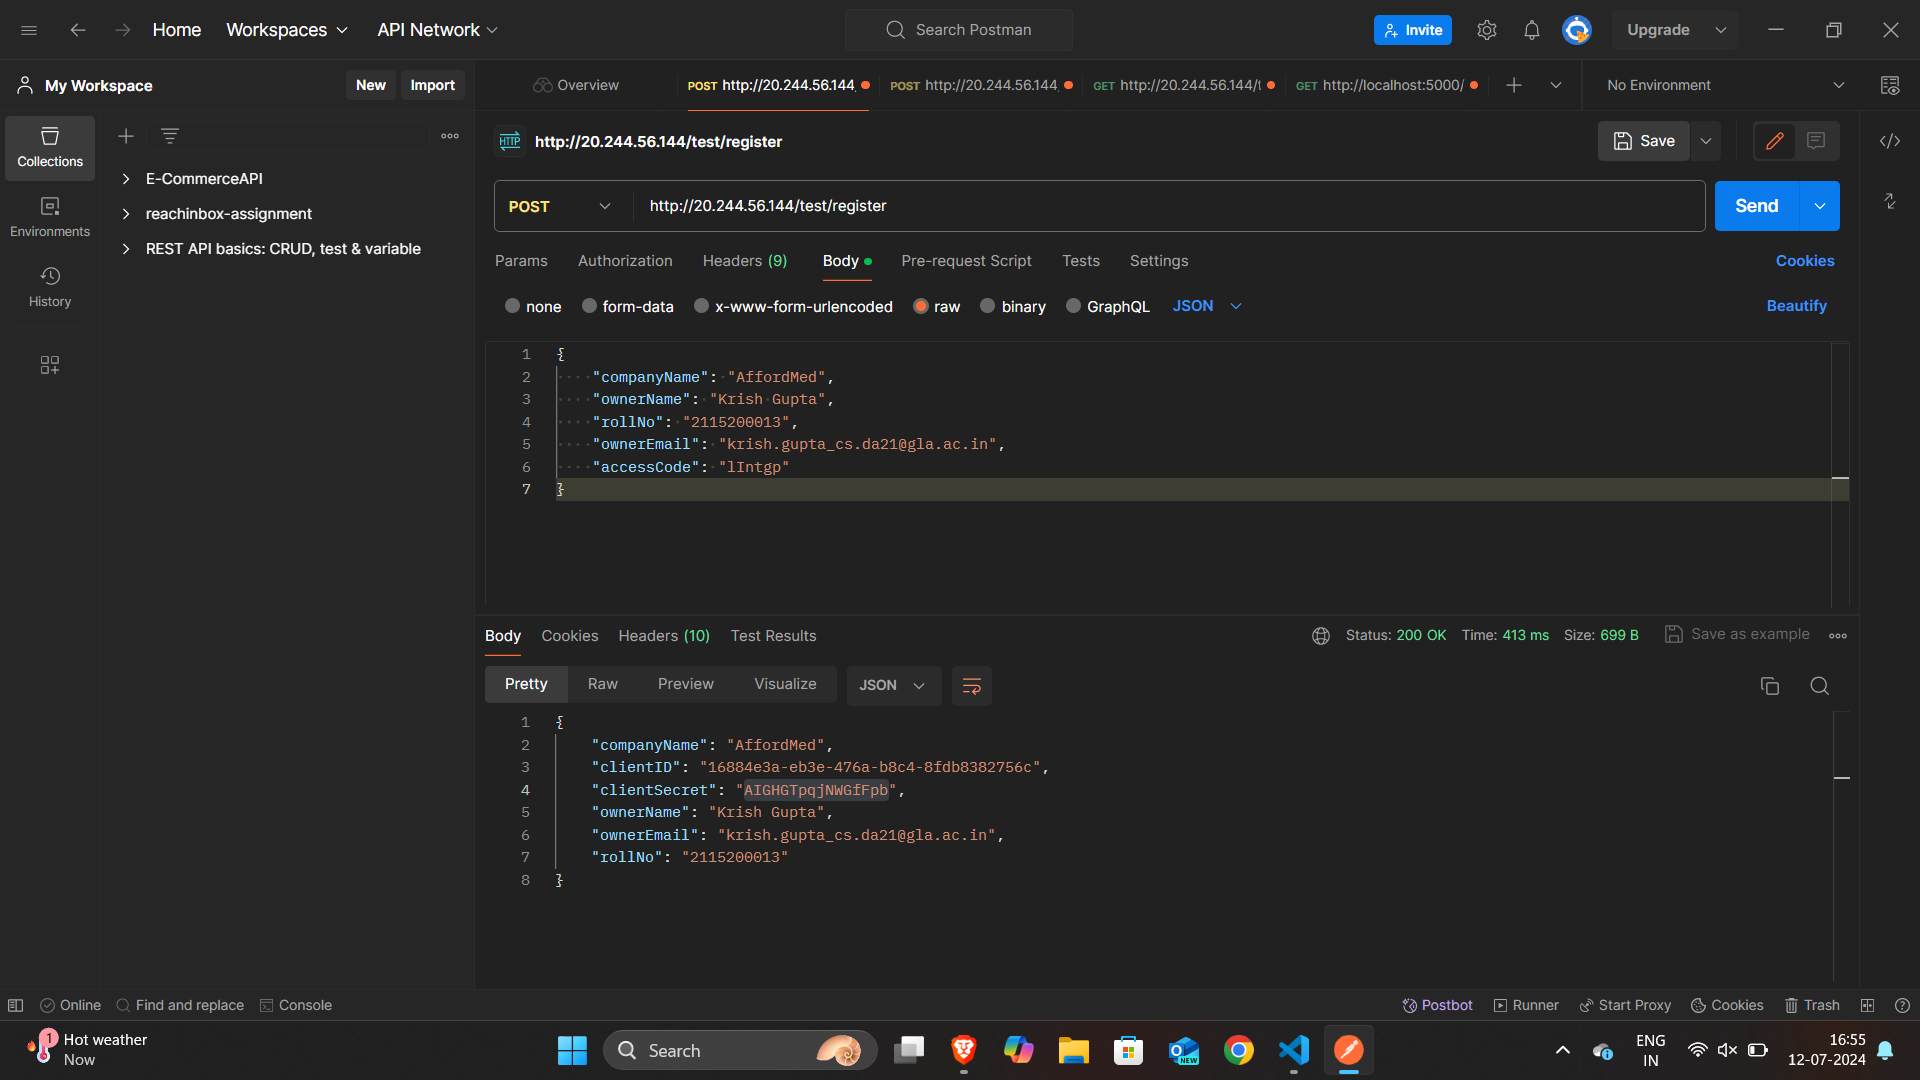 Home Workspaces API Network Search Postman Invite Upgrade
My Workspace New Import Overview POST http://20.244.56.144, POST http://20.244.56.144, GET http://20.244.56.144/t GET http://localhost:5000/ No Environment
Collections
Environments
History
E-CommerceAPI
reachinbox-assignment
REST API basics: CRUD, test & variable
HTTP http://20.244.56.144/test/register Save
POST http://20.244.56.144/test/register Send
Params Authorization Headers (9) Body Pre-request Script Tests Settings Cookies
none form-data x-www-form-urlencoded raw binary GraphQL JSON Beautify
1 {
2 "companyName": "AffordMed",
3 "ownerName": "Krish Gupta",
4 "rollNo": "2115200013",
5 "ownerEmail": "krish.gupta_cs.da21@gla.ac.in",
6 "accessCode": "lIntgp"
7 }
Body Cookies Headers (10) Test Results Status: 200 OK Time: 413 ms Size: 699 B Save as example
Pretty Raw Preview Visualize JSON
1 {
2 "companyName": "AffordMed",
3 "clientID": "16884e3a-eb3e-476a-b8c4-8fdb8382756c",
4 "clientSecret": "AIGHGTpqjNWGfFpb",
5 "ownerName": "Krish Gupta",
6 "ownerEmail": "krish.gupta_cs.da21@gla.ac.in",
7 "rollNo": "2115200013"
8 }
Online Find and replace Console Postbot Runner Start Proxy Cookies Trash
1 Hot weather
Now
Search
NEW
ENG
IN
16:55
12-07-2024